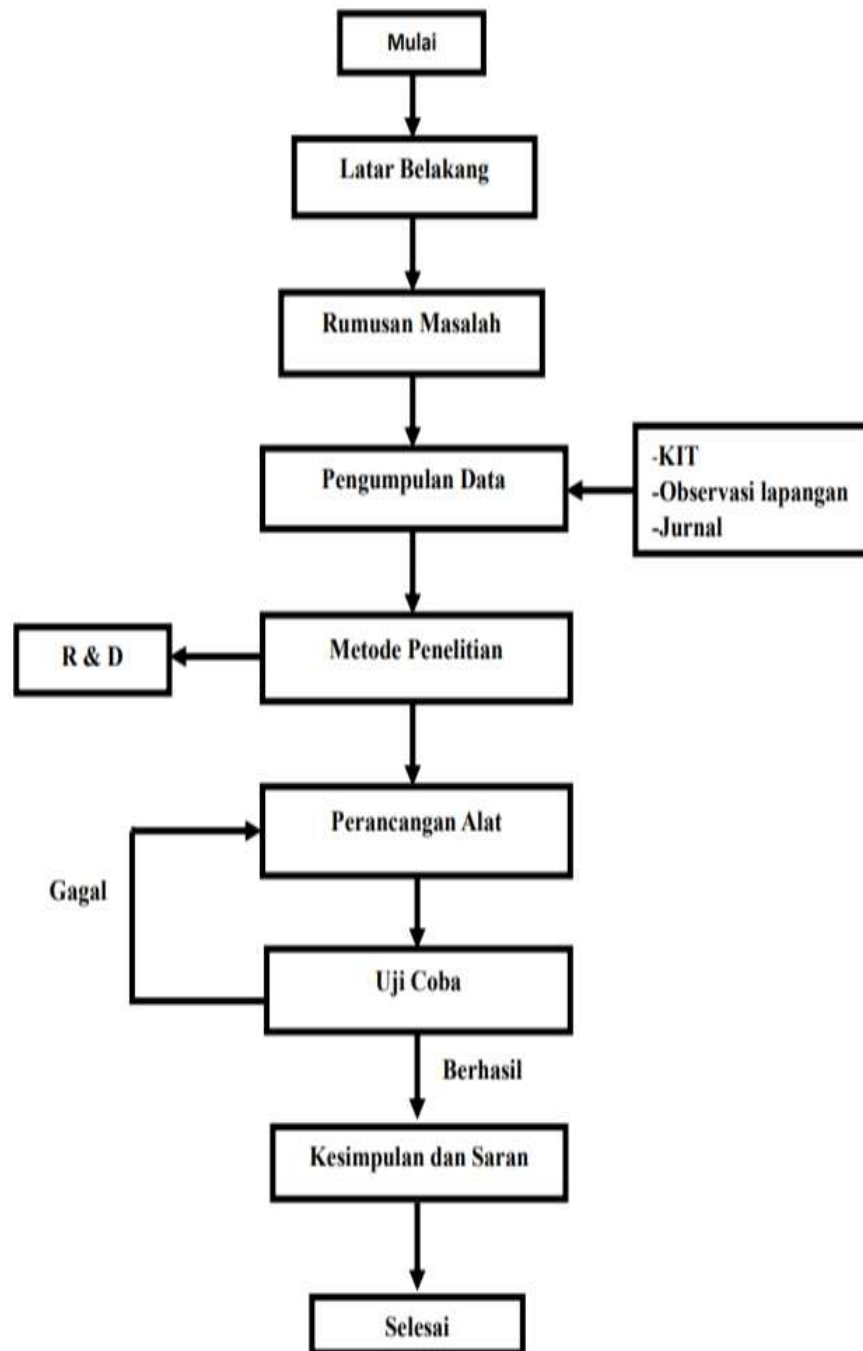 Mulai
Latar Belakang
Rumusan Masalah
Pengumpulan Data
-KIT
-Observasi lapangan
-Jurnal
R & D
Metode Penelitian
Perancangan Alat
Gagal
Uji Coba
Berhasil
Kesimpulan dan Saran
Selesai